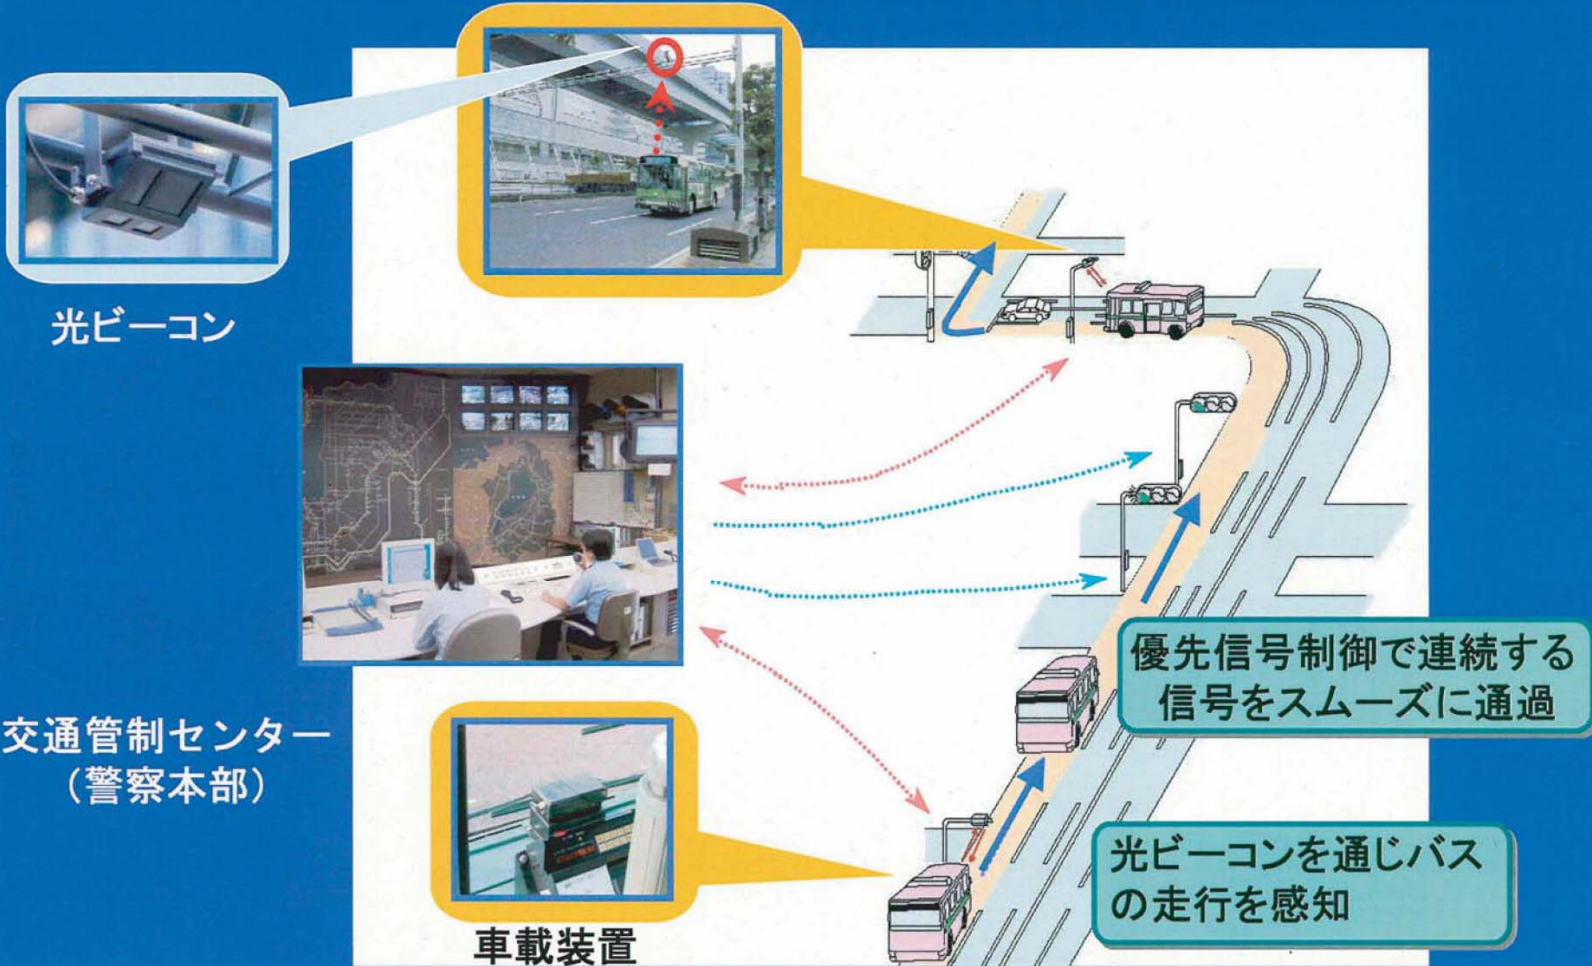 光ビーコン
交通管制センター
（警察本部）
優先信号制御で連続する
信号をスムーズに通過
光ビーコンを通じバス
の走行を感知
車載装置